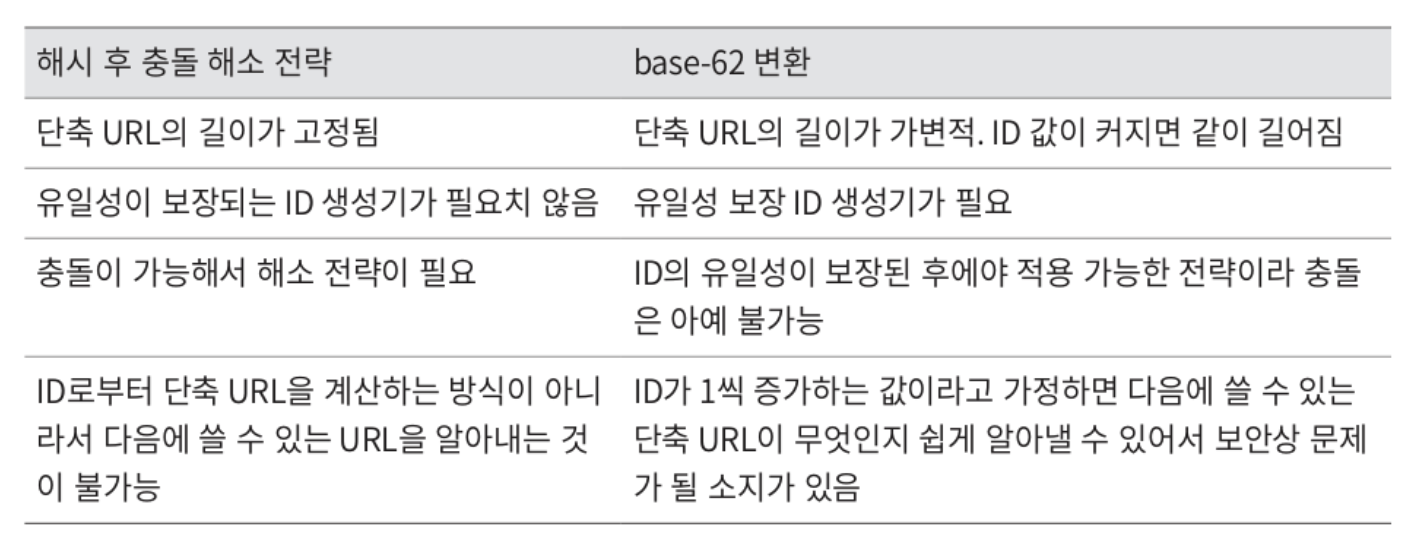 해시 후 충돌 해소 전략
base-62 변환
단축 URL의 길이가 고정됨
단축 URL의 길이가 가변적. ID 값이 커지면 같이 길어짐
유일성이 보장되는 ID 생성기가 필요치 않음
유일성 보장 ID 생성기가 필요
충돌이 가능해서 해소 전략이 필요
ID의 유일성이 보장된 후에야 적용 가능한 전략이라 충돌
은 아예 불가능
ID로부터 단축 URL을 계산하는 방식이 아니
라서 다음에 쓸 수 있는 URL을 알아내는 것
이 불가능
ID가 1씩 증가하는 값이라고 가정하면 다음에 쓸 수 있는
단축 URL이 무엇인지 쉽게 알아낼 수 있어서 보안상 문제
가 될 소지가 있음